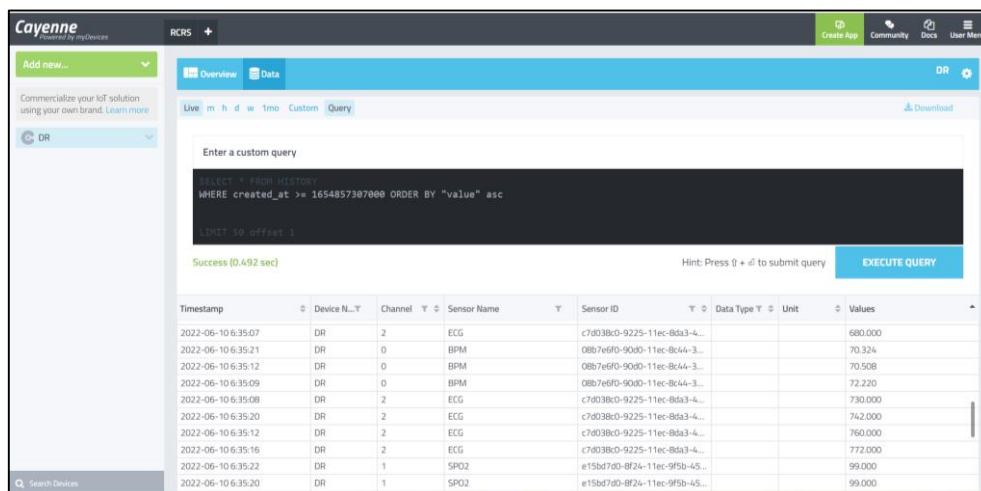 Cayenne
Powered by myDevices
RCRS +
Create App
Community
Docs
User Men
Add new...
Commercialize your IoT solution
using your own brand. Learn more
DR
Search Devices
Overview Data
DR
Live m h d w 1mo Custom Query
Download
Enter a custom query
SELECT * FROM HISTORY
WHERE created_at >= 1654857307000 ORDER BY "value" asc
LIMIT 50 offset 1
Success (0.492 sec)
Hint: Press ⇧ + ⏎ to submit query
EXECUTE QUERY
Timestamp Device N... Channel Sensor Name Sensor ID Data Type Unit Values
2022-06-10 6:35:07 DR 2 ECG c7d038c0-9225-11ec-8da3-4... 680.000
2022-06-10 6:35:21 DR 0 BPM 08b7e6f0-90d0-11ec-8c44-3... 70.324
2022-06-10 6:35:12 DR 0 BPM 08b7e6f0-90d0-11ec-8c44-3... 70.508
2022-06-10 6:35:09 DR 0 BPM 08b7e6f0-90d0-11ec-8c44-3... 72.220
2022-06-10 6:35:08 DR 2 ECG c7d038c0-9225-11ec-8da3-4... 730.000
2022-06-10 6:35:20 DR 2 ECG c7d038c0-9225-11ec-8da3-4... 742.000
2022-06-10 6:35:12 DR 2 ECG c7d038c0-9225-11ec-8da3-4... 760.000
2022-06-10 6:35:16 DR 2 ECG c7d038c0-9225-11ec-8da3-4... 772.000
2022-06-10 6:35:22 DR 1 SPO2 e15bd7d0-8f24-11ec-9f5b-45... 99.000
2022-06-10 6:35:20 DR 1 SPO2 e15bd7d0-8f24-11ec-9f5b-45... 99.000